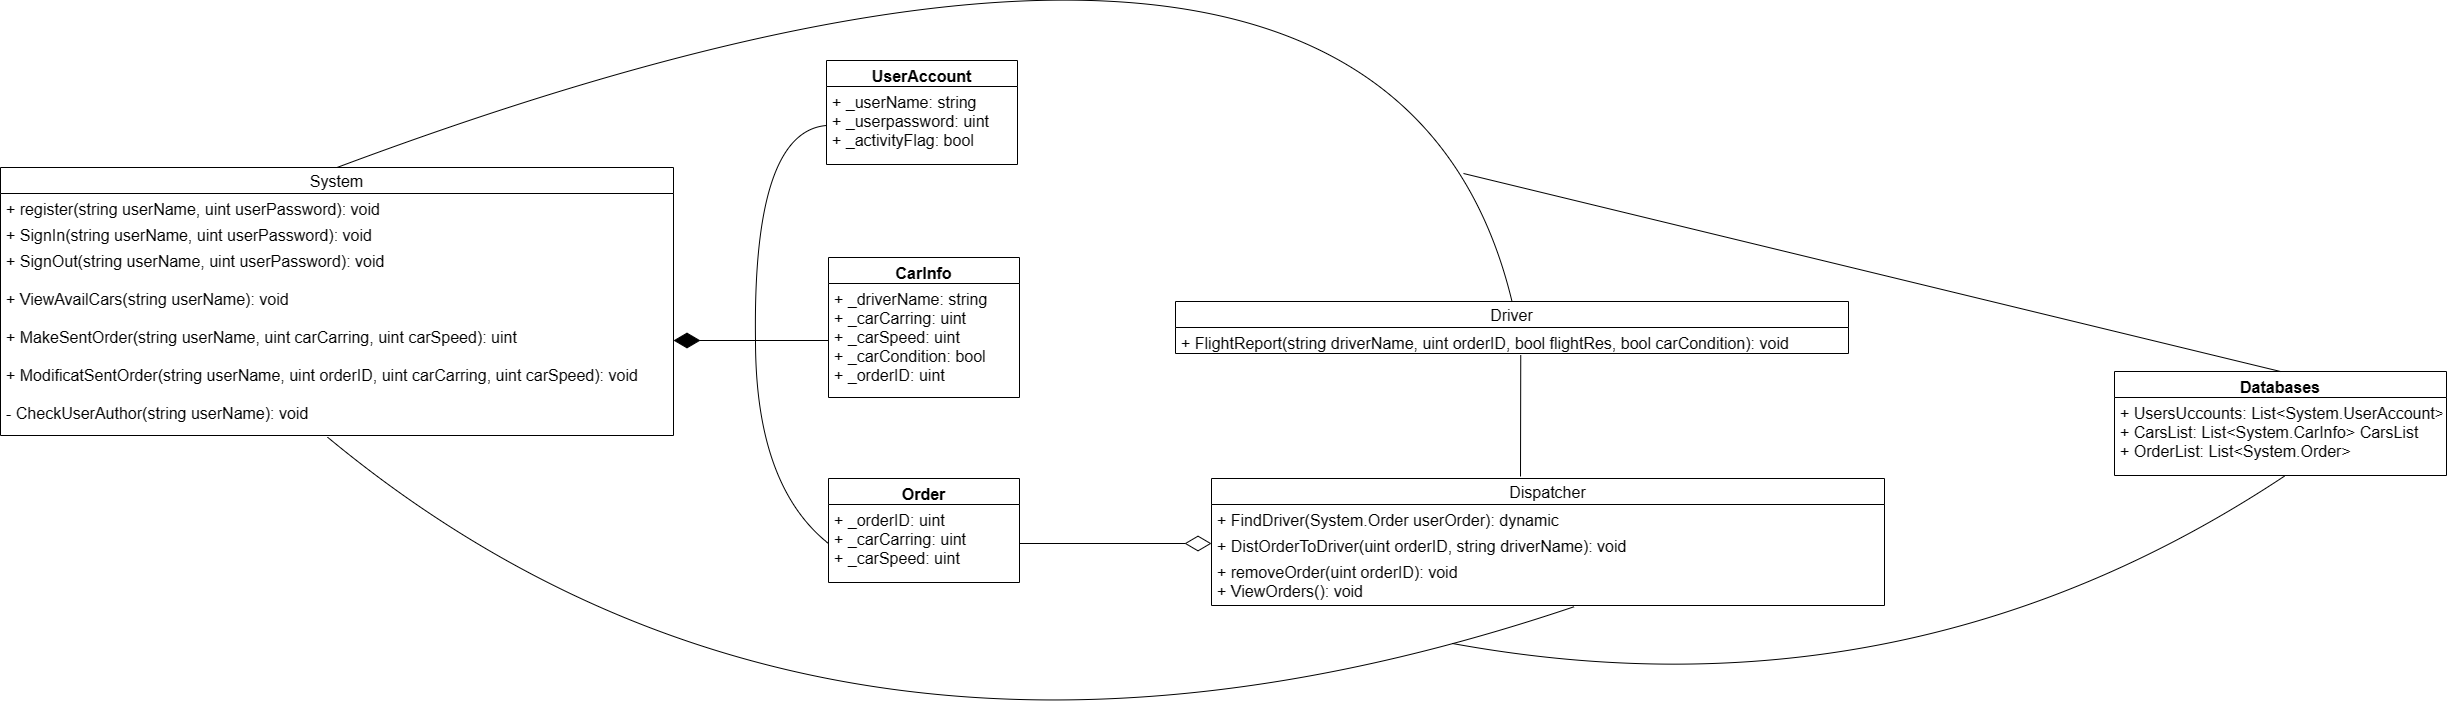 UserAccount
+ _userName: string
+ _userpassword: uint
+ _activityFlag: bool
System
+ register(string userName, uint userPassword): void
+ SignIn(string userName, uint userPassword): void
+ SignOut(string userName, uint userPassword): void
+ ViewAvailCars(string userName): void
+ MakeSentOrder(string userName, uint carCarring, uint carSpeed): uint
+ ModificatSentOrder(string userName, uint orderID, uint carCarring, uint carSpeed): void
- CheckUserAuthor(string userName): void
CarInfo
+ _driverName: string
+ _carCarring: uint
+ _carSpeed: uint
+ _carCondition: bool
+ _orderID: uint
Driver
+ FlightReport(string driverName, uint orderID, bool flightRes, bool carCondition): void
Databases
+ UsersUccounts: List<System.UserAccount>
+ CarsList: List<System.CarInfo> CarsList
+ OrderList: List<System.Order>
Order
+ _orderID: uint
+ _carCarring: uint
+ _carSpeed: uint
Dispatcher
+ FindDriver(System.Order userOrder): dynamic
+ DistOrderToDriver(uint orderID, string driverName): void
+ removeOrder(uint orderID): void
+ ViewOrders(): void